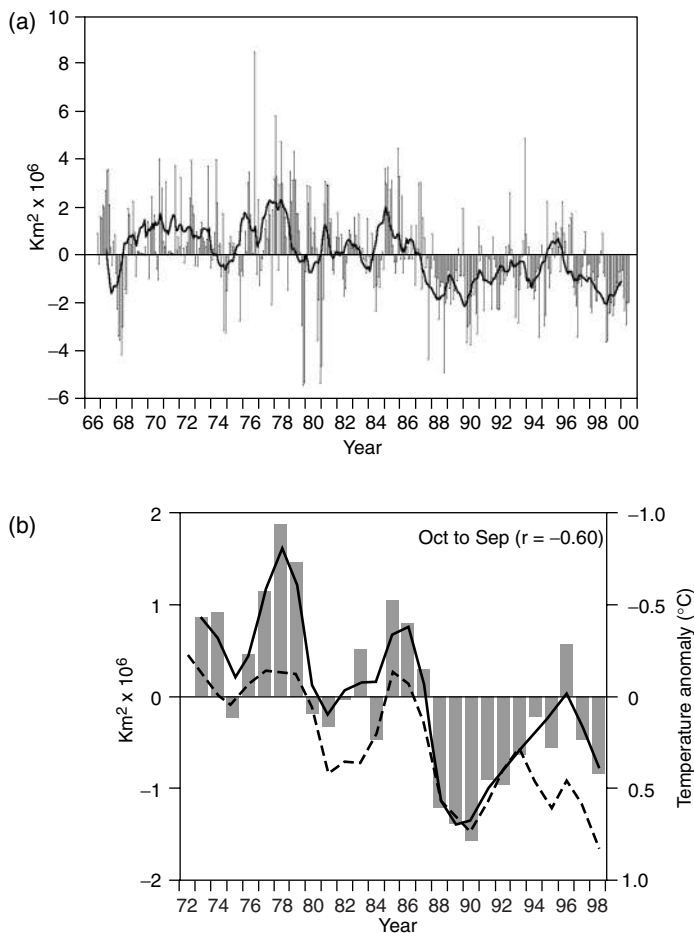 (a)
10
8
6
4
2
0
−2
−4
−6
Km² x 10⁶
66 68 70 72 74 76 78 80 82 84 86 88 90 92 94 96 98 00
Year
(b)
Oct to Sep (r = −0.60)
2
1
0
−1
−2
Km² x 10⁶
−1.0
−0.5
0
0.5
1.0
Temperature anomaly (°C)
72 74 76 78 80 82 84 86 88 90 92 94 96 98
Year